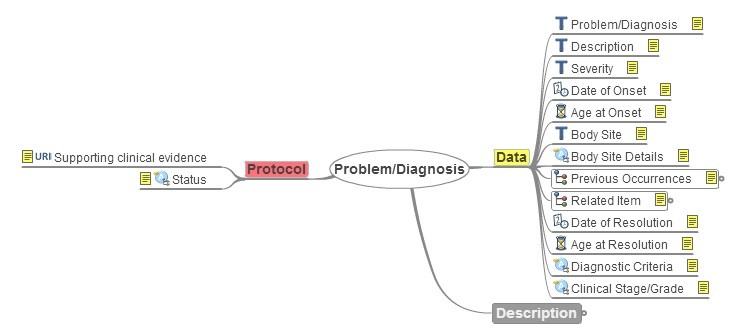 Problem/Diagnosis
Protocol
URI Supporting clinical evidence
Status
Data
T Problem/Diagnosis
T Description
T Severity
Date of Onset
Age at Onset
T Body Site
Body Site Details
Previous Occurrences
Related Item
Date of Resolution
Age at Resolution
Diagnostic Criteria
Clinical Stage/Grade
Description